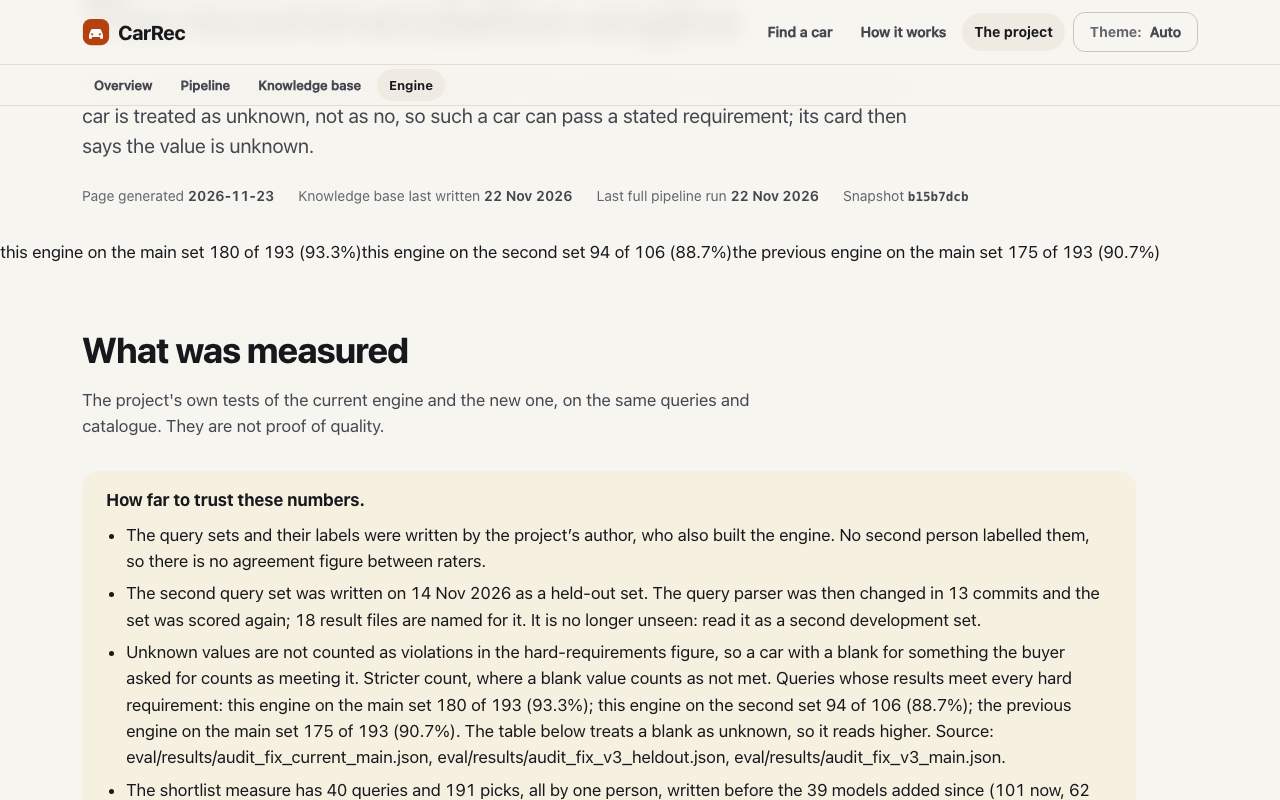 CarRec
Find a car
How it works
The project
Theme: Auto
Overview
Pipeline
Knowledge base
Engine
car is treated as unknown, not as no, so such a car can pass a stated requirement; its card then
says the value is unknown.
Page generated 2026-11-23
Knowledge base last written 22 Nov 2026
Last full pipeline run 22 Nov 2026
Snapshot b15b7dcb
this engine on the main set 180 of 193 (93.3%)this engine on the second set 94 of 106 (88.7%)the previous engine on the main set 175 of 193 (90.7%)
What was measured
The project's own tests of the current engine and the new one, on the same queries and
catalogue. They are not proof of quality.
How far to trust these numbers.
• The query sets and their labels were written by the project’s author, who also built the engine. No second person labelled them,
so there is no agreement figure between raters.
• The second query set was written on 14 Nov 2026 as a held-out set. The query parser was then changed in 13 commits and the
set was scored again; 18 result files are named for it. It is no longer unseen: read it as a second development set.
• Unknown values are not counted as violations in the hard-requirements figure, so a car with a blank for something the buyer
asked for counts as meeting it. Stricter count, where a blank value counts as not met. Queries whose results meet every hard
requirement: this engine on the main set 180 of 193 (93.3%); this engine on the second set 94 of 106 (88.7%); the previous
engine on the main set 175 of 193 (90.7%). The table below treats a blank as unknown, so it reads higher. Source:
eval/results/audit_fix_current_main.json, eval/results/audit_fix_v3_heldout.json, eval/results/audit_fix_v3_main.json.
• The shortlist measure has 40 queries and 191 picks, all by one person, written before the 39 models added since (101 now, 62